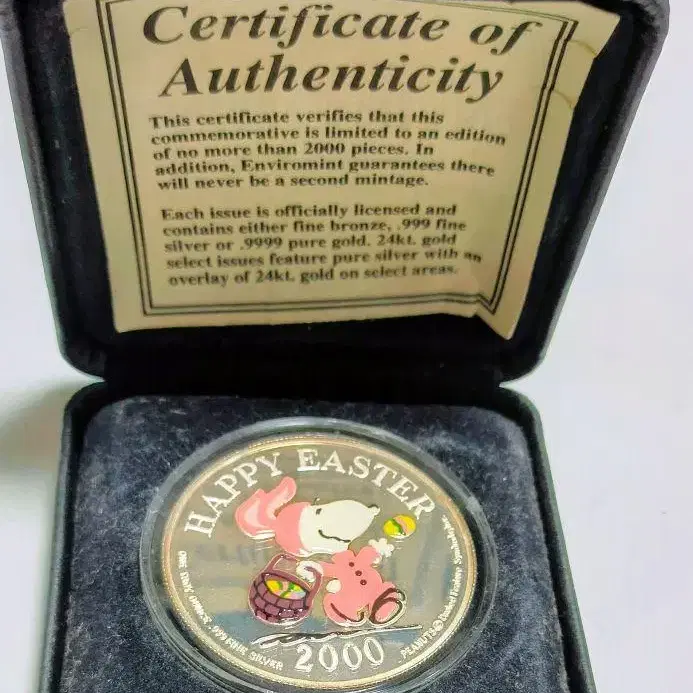 Certificate of
Authenticity
This certificate verifies that this
commemorative is limited to an edition
of no more than 2000 pieces. In
addition, Enviromint guarantees there
will never be a second mintage.
Each issue is officially licensed and
contains either fine bronze, .999 fine
silver or .9999 pure gold. 24kt. gold
select issues feature pure silver with an
overlay of 24kt. gold on select areas.
HAPPY EASTER
ONE TROY OUNCE .999 FINE SILVER
2000
PEANUTS © United Feature Syndicate